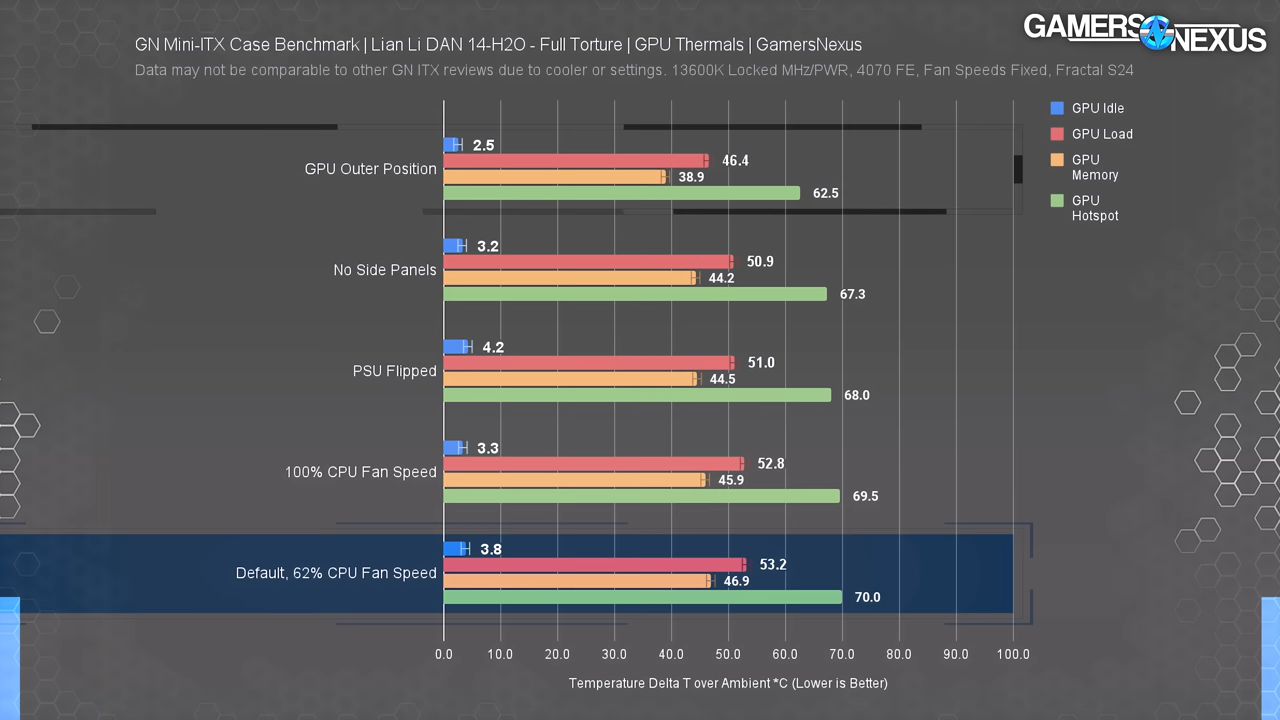 GAMERS NEXUS
GN Mini-ITX Case Benchmark | Lian Li DAN 14-H2O - Full Torture | GPU Thermals | GamersNexus
Data may not be comparable to other GN ITX reviews due to cooler or settings. 13600K Locked MHz/PWR, 4070 FE, Fan Speeds Fixed, Fractal S24
GPU Idle
GPU Load
GPU
Memory
GPU
Hotspot
GPU Outer Position
2.5
46.4
38.9
62.5
No Side Panels
3.2
50.9
44.2
67.3
PSU Flipped
4.2
51.0
44.5
68.0
100% CPU Fan Speed
3.3
52.8
45.9
69.5
Default, 62% CPU Fan Speed
3.8
53.2
46.9
70.0
0.0 10.0 20.0 30.0 40.0 50.0 60.0 70.0 80.0 90.0 100.0
Temperature Delta T over Ambient *C (Lower is Better)